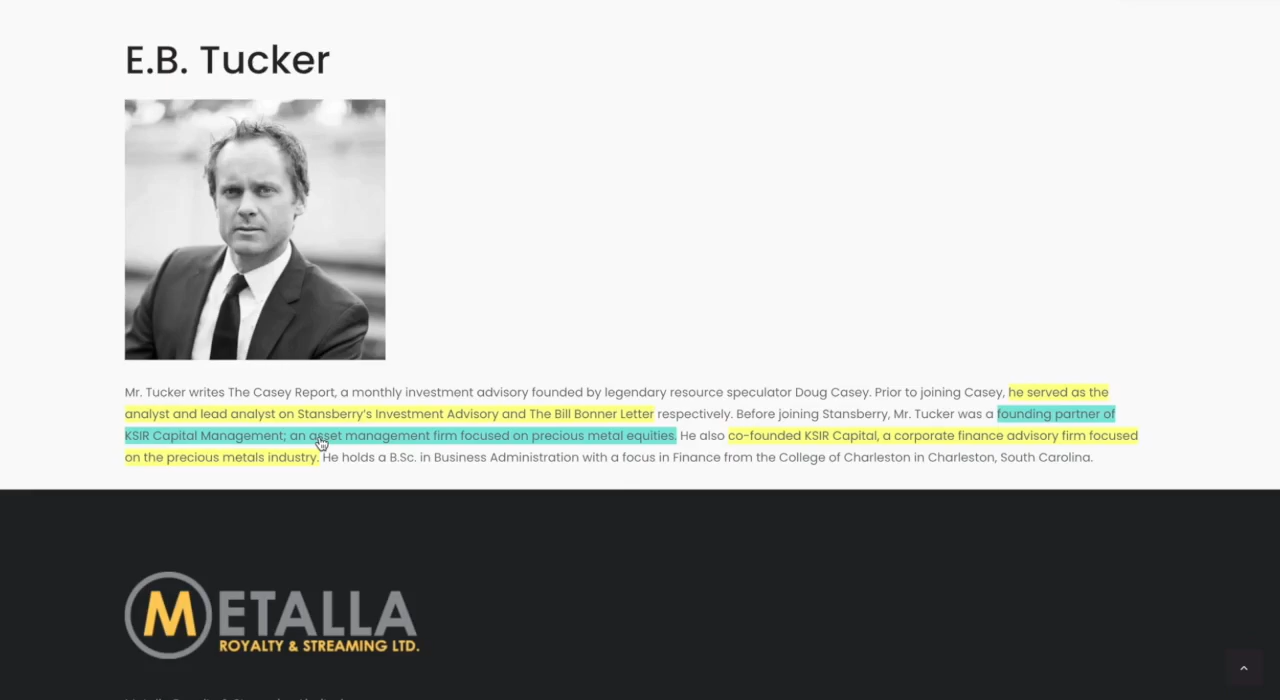 E.B. Tucker
Mr. Tucker writes The Casey Report, a monthly investment advisory founded by legendary resource speculator Doug Casey. Prior to joining Casey, he served as the
analyst and lead analyst on Stansberry's Investment Advisory and The Bill Bonner Letter respectively. Before joining Stansberry, Mr. Tucker was a founding partner of
KSIR Capital Management; an asset management firm focused on precious metal equities. He also co-founded KSIR Capital, a corporate finance advisory firm focused
on the precious metals industry. He holds a B.Sc. in Business Administration with a focus in Finance from the College of Charleston in Charleston, South Carolina.
METALLA
ROYALTY & STREAMING LTD.